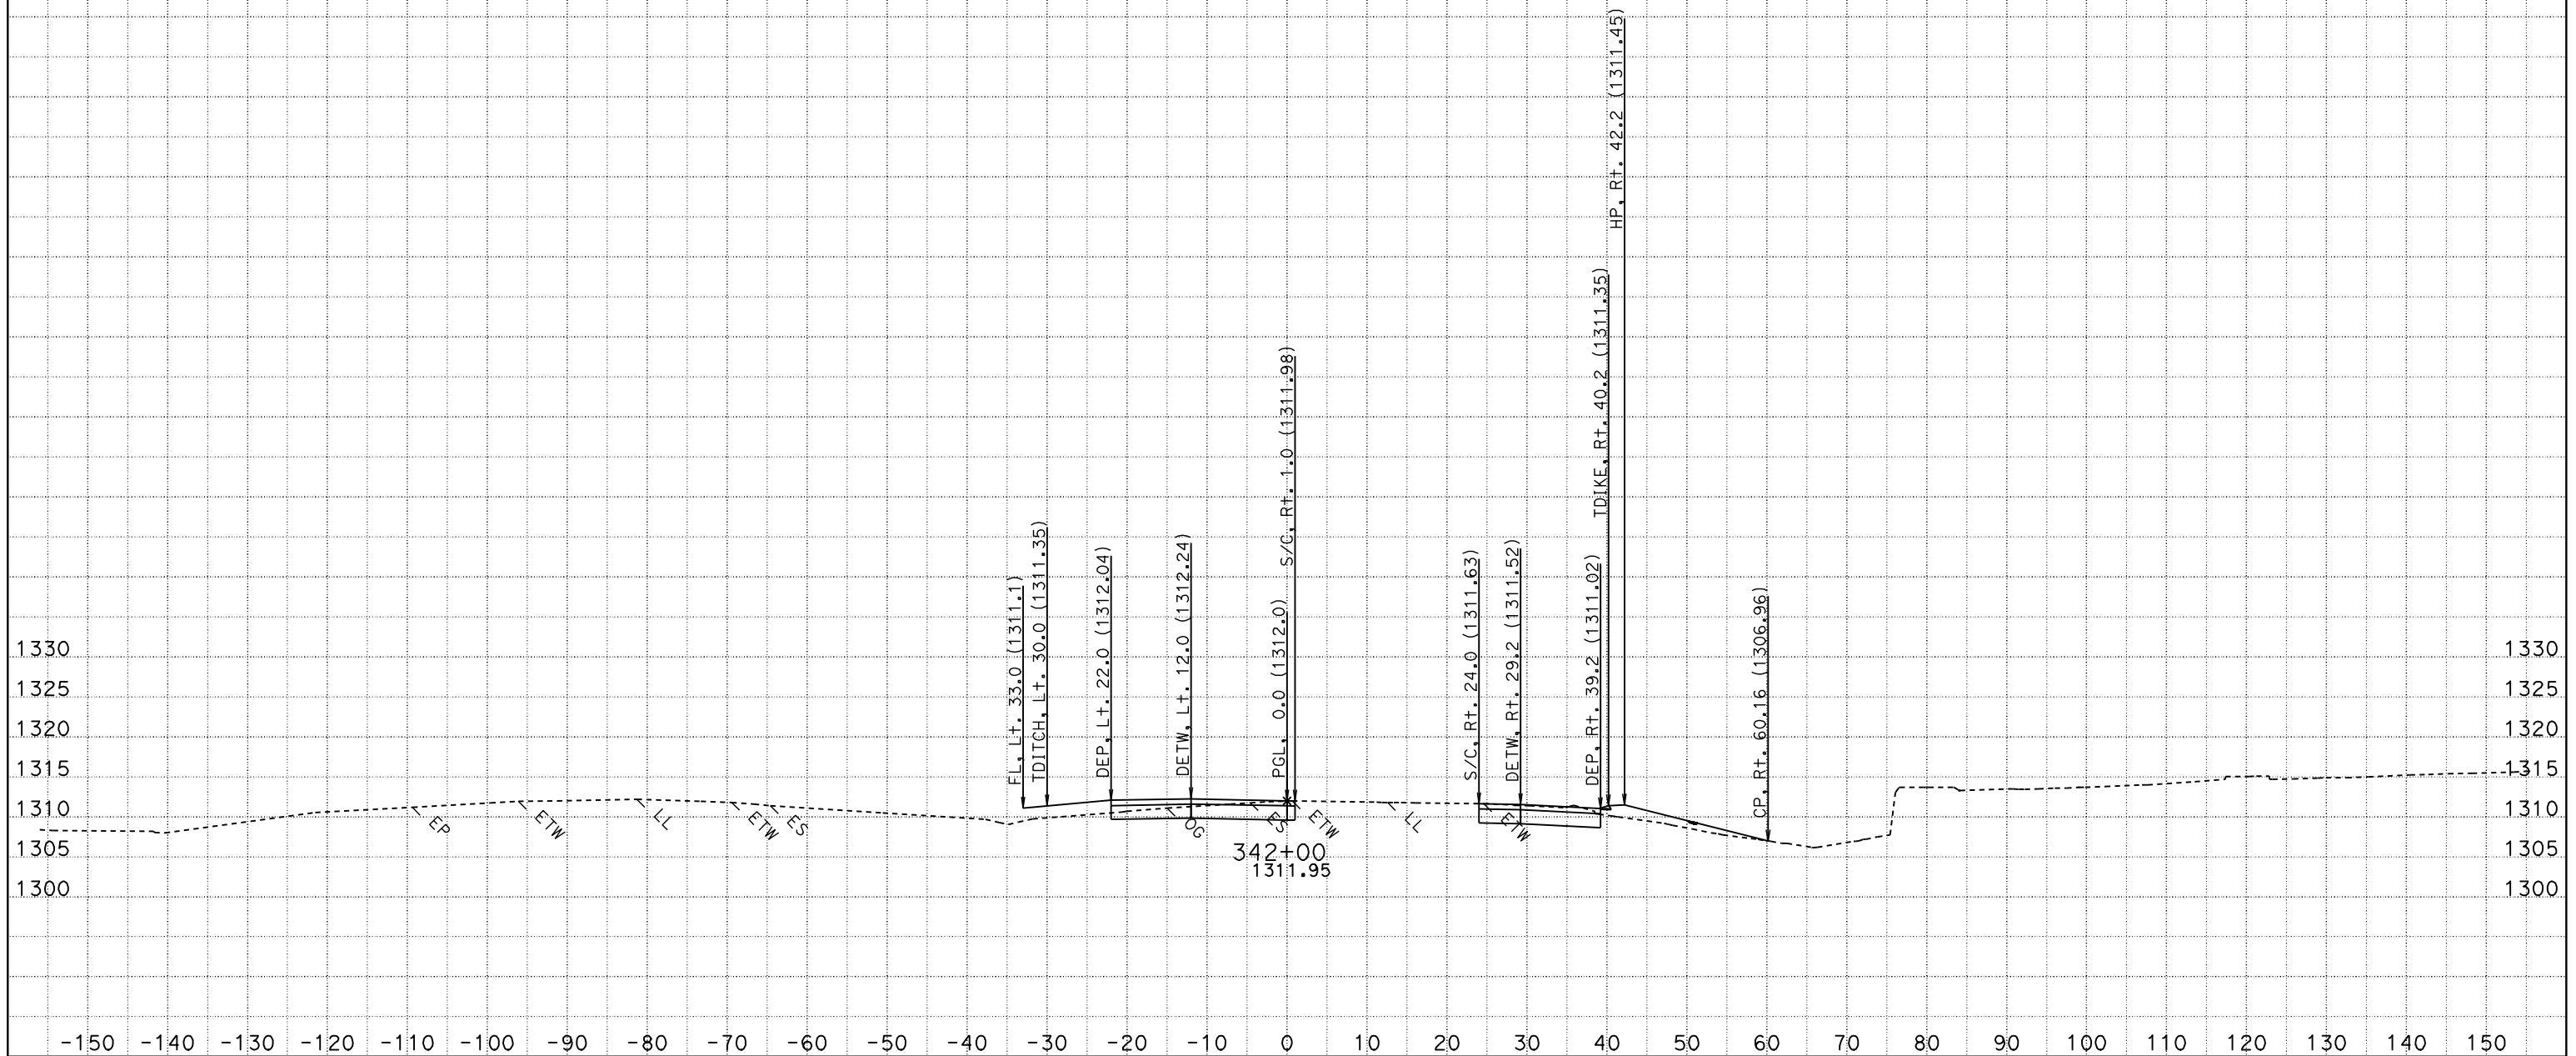 HP, Rt. 42.2 (1311.45)
TDIKE, Rt. 40.2 (1311.35)
S/C, Rt. 1.0 (1311.98)
FL, Lt. 33.0 (1311.1)
TDITCH, Lt. 30.0 (1311.35)
DEP, Lt. 22.0 (1312.04)
DETW, Lt. 12.0 (1312.24)
PGL, 0.0 (1312.0)
S/C, Rt. 24.0 (1311.63)
DETW, Rt. 29.2 (1311.52)
DEP, Rt. 39.2 (1311.02)
CP, Rt. 60.16 (1306.96)
1330 1330
1325 1325
1320 1320
1315 1315
1310 1310
EP ETW LL ETW ES OG ES ETW LL ETW
1305 1305
342+00
1311.95
1300 1300
-150 -140 -130 -120 -110 -100 -90 -80 -70 -60 -50 -40 -30 -20 -10 0 10 20 30 40 50 60 70 80 90 100 110 120 130 140 150